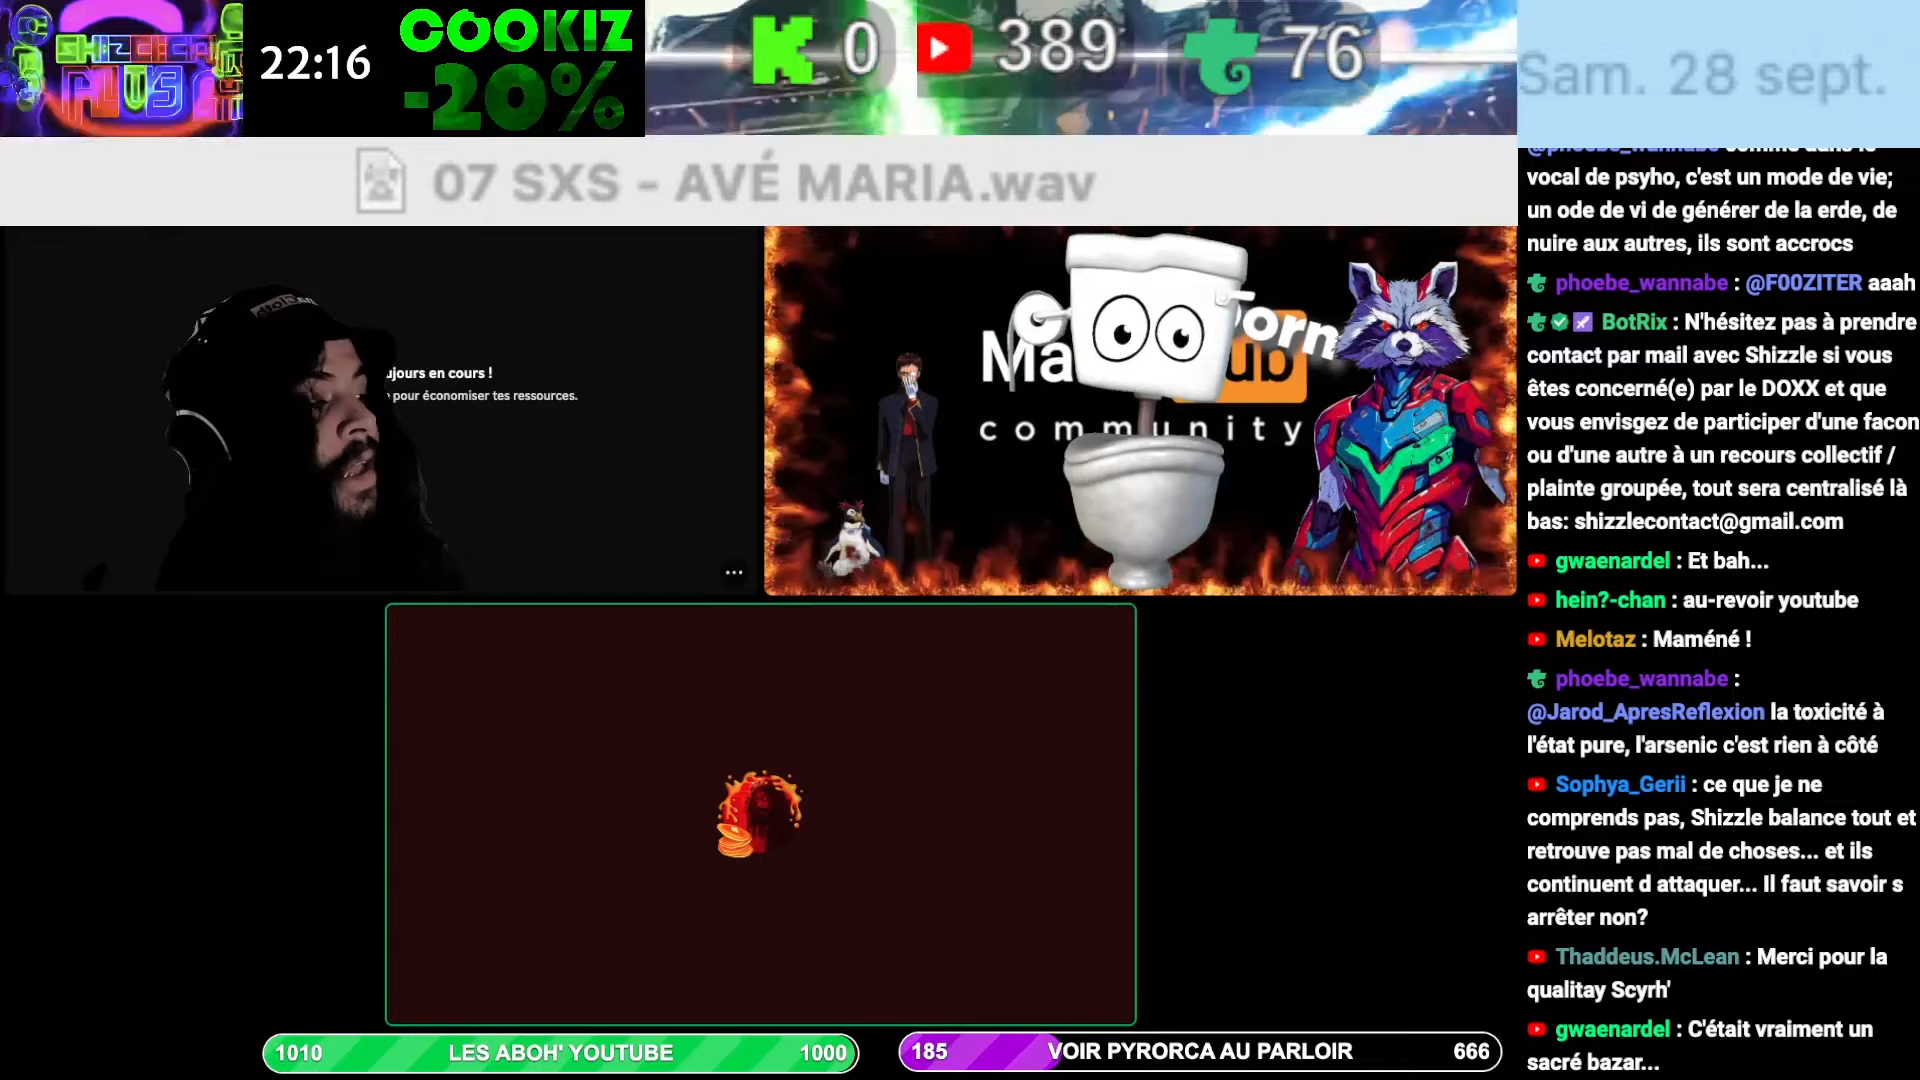 22:16
COOKIZ
-20%
0
389
76
Sam. 28 sept.
07 SXS - AVÉ MARIA.wav
ujours en cours !
pour économiser tes ressources.
Ma
orn
ub
community
vocal de psyho, c'est un mode de vie;
un ode de vi de générer de la erde, de
nuire aux autres, ils sont accrocs
phoebe_wannabe : @F00ZITER aaah
BotRix : N'hésitez pas à prendre
contact par mail avec Shizzle si vous
êtes concerné(e) par le DOXX et que
vous envisgez de participer d'une facon
ou d'une autre à un recours collectif /
plainte groupée, tout sera centralisé là
bas: shizzlecontact@gmail.com
gwaenardel : Et bah...
hein?-chan : au-revoir youtube
Melotaz : Maméné !
phoebe_wannabe :
@Jarod_ApresReflexion la toxicité à
l'état pure, l'arsenic c'est rien à côté
Sophya_Gerii : ce que je ne
comprends pas, Shizzle balance tout et
retrouve pas mal de choses... et ils
continuent d attaquer... Il faut savoir s
arrêter non?
Thaddeus.McLean : Merci pour la
qualitay Scyrh'
gwaenardel : C'était vraiment un
sacré bazar...
1010 LES ABOH' YOUTUBE 1000
185 VOIR PYRORCA AU PARLOIR 666